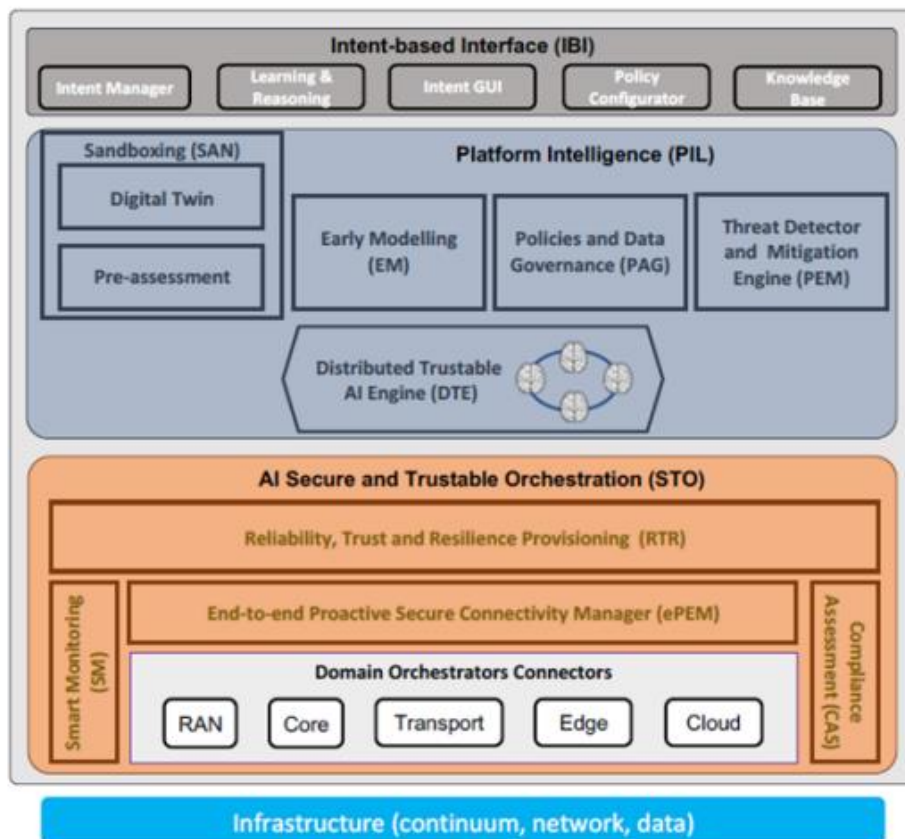 Intent-based Interface (IBI)
Intent Manager
Learning &
Reasoning
Intent GUI
Policy
Configurator
Knowledge
Base
Sandboxing (SAN)
Digital Twin
Pre-assessment
Platform Intelligence (PIL)
Early Modelling
(EM)
Policies and Data
Governance (PAG)
Threat Detector
and Mitigation
Engine (PEM)
Distributed Trustable
AI Engine (DTE)
AI Secure and Trustable Orchestration (STO)
Reliability, Trust and Resilience Provisioning (RTR)
Smart Monitoring
(SM)
End-to-end Proactive Secure Connectivity Manager (ePEM)
Domain Orchestrators Connectors
RAN
Core
Transport
Edge
Cloud
Compliance
Assessment (CAS)
Infrastructure (continuum, network, data)